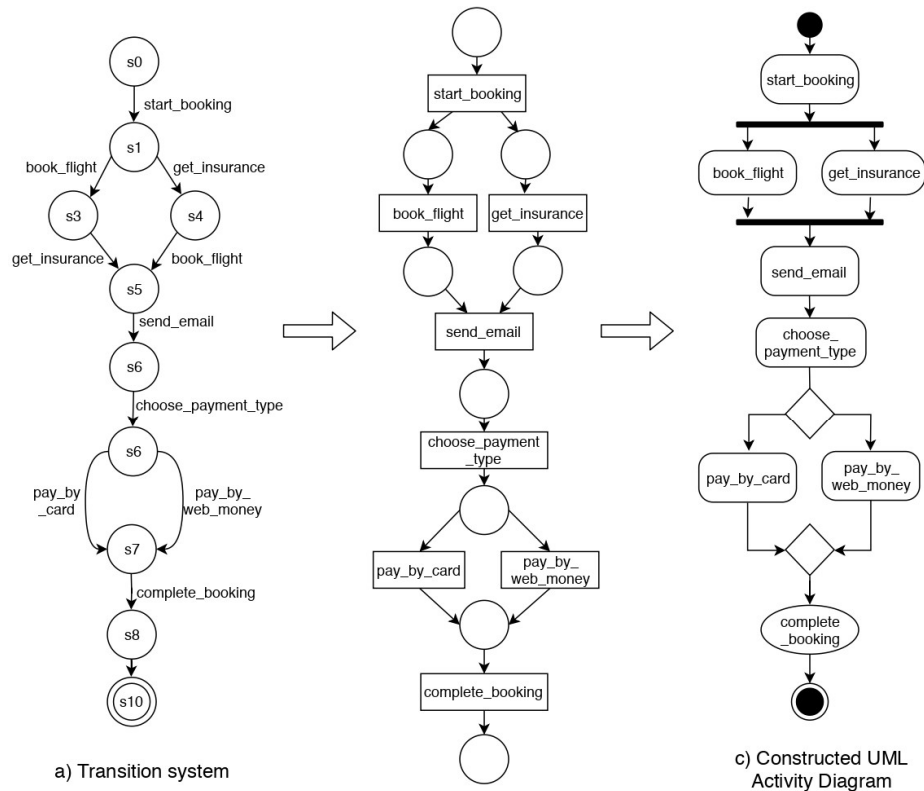 s0
start_booking
s1
book_flight
get_insurance
s3
s4
get_insurance
book_flight
s5
send_email
s6
choose_payment_type
s6
pay_by
_card
pay_by_
web_money
s7
complete_booking
s8
s10
a) Transition system
start_booking
book_flight
get_insurance
send_email
choose_payment
_type
pay_by_card
pay_by_
web_money
complete_booking
start_booking
book_flight
get_insurance
send_email
choose_
payment_type
pay_by_card
pay_by_
web_money
complete
_booking
c) Constructed UML
Activity Diagram